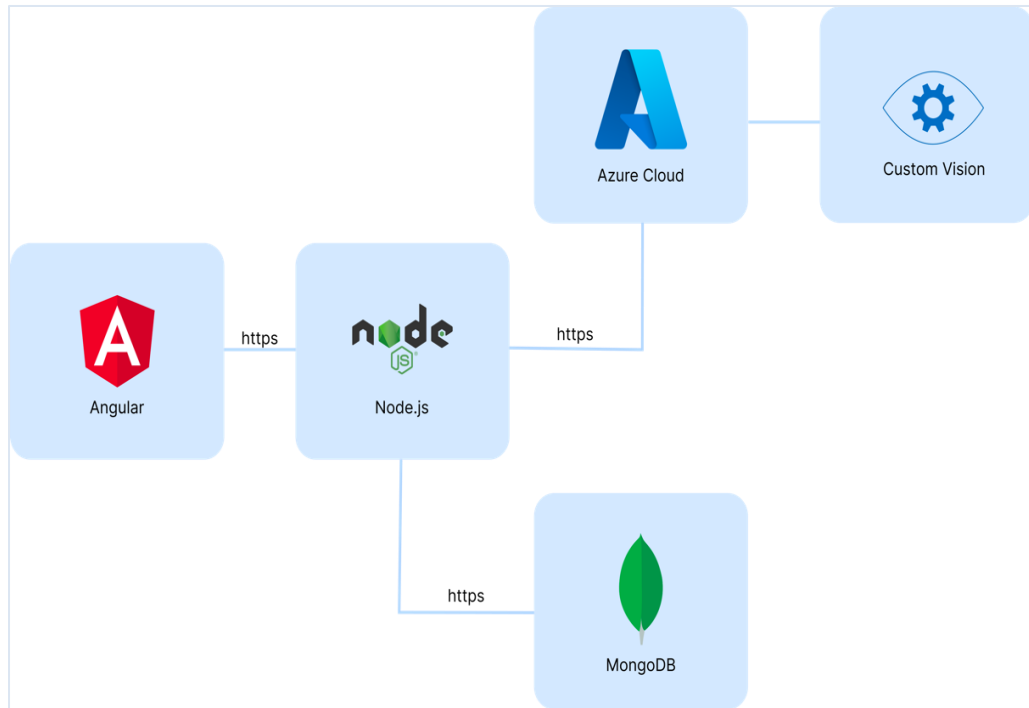 Azure Cloud
Custom Vision
A
Angular
https
node
JS
Node.js
https
https
MongoDB